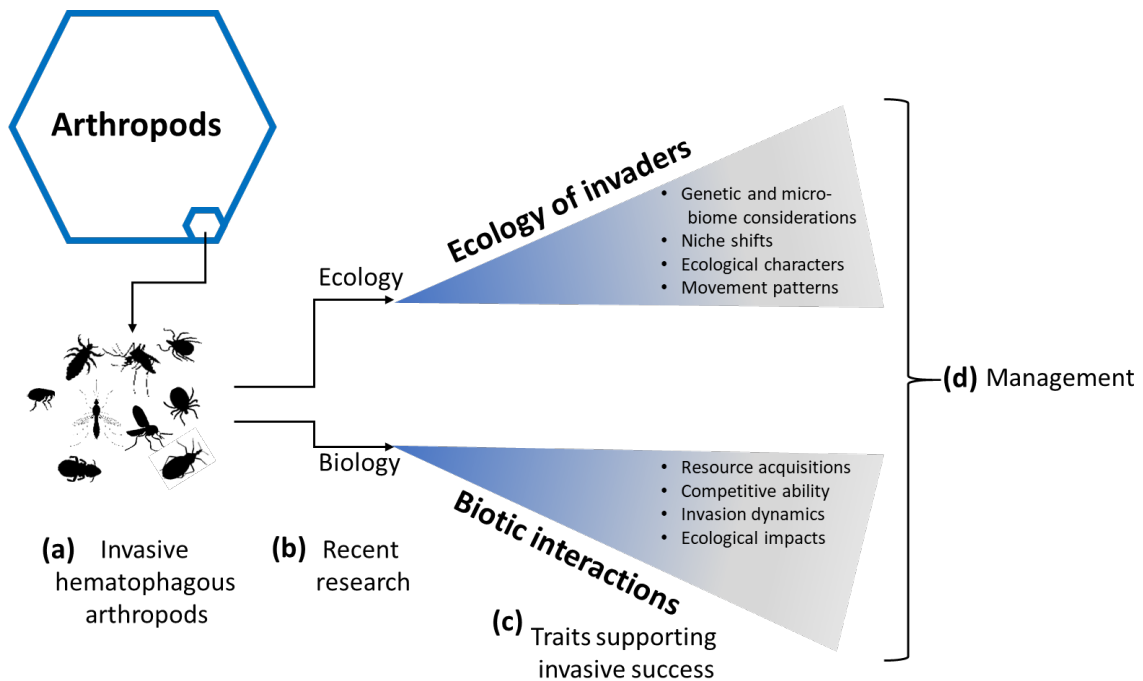 Arthropods
Ecology of invaders
• Genetic and micro-
biome considerations
• Niche shifts
• Ecological characters
• Movement patterns
Ecology
(d) Management
Biology
• Resource acquisitions
• Competitive ability
• Invasion dynamics
• Ecological impacts
Biotic interactions
(a) Invasive
hematophagous
arthropods
(b) Recent
research
(c) Traits supporting
invasive success